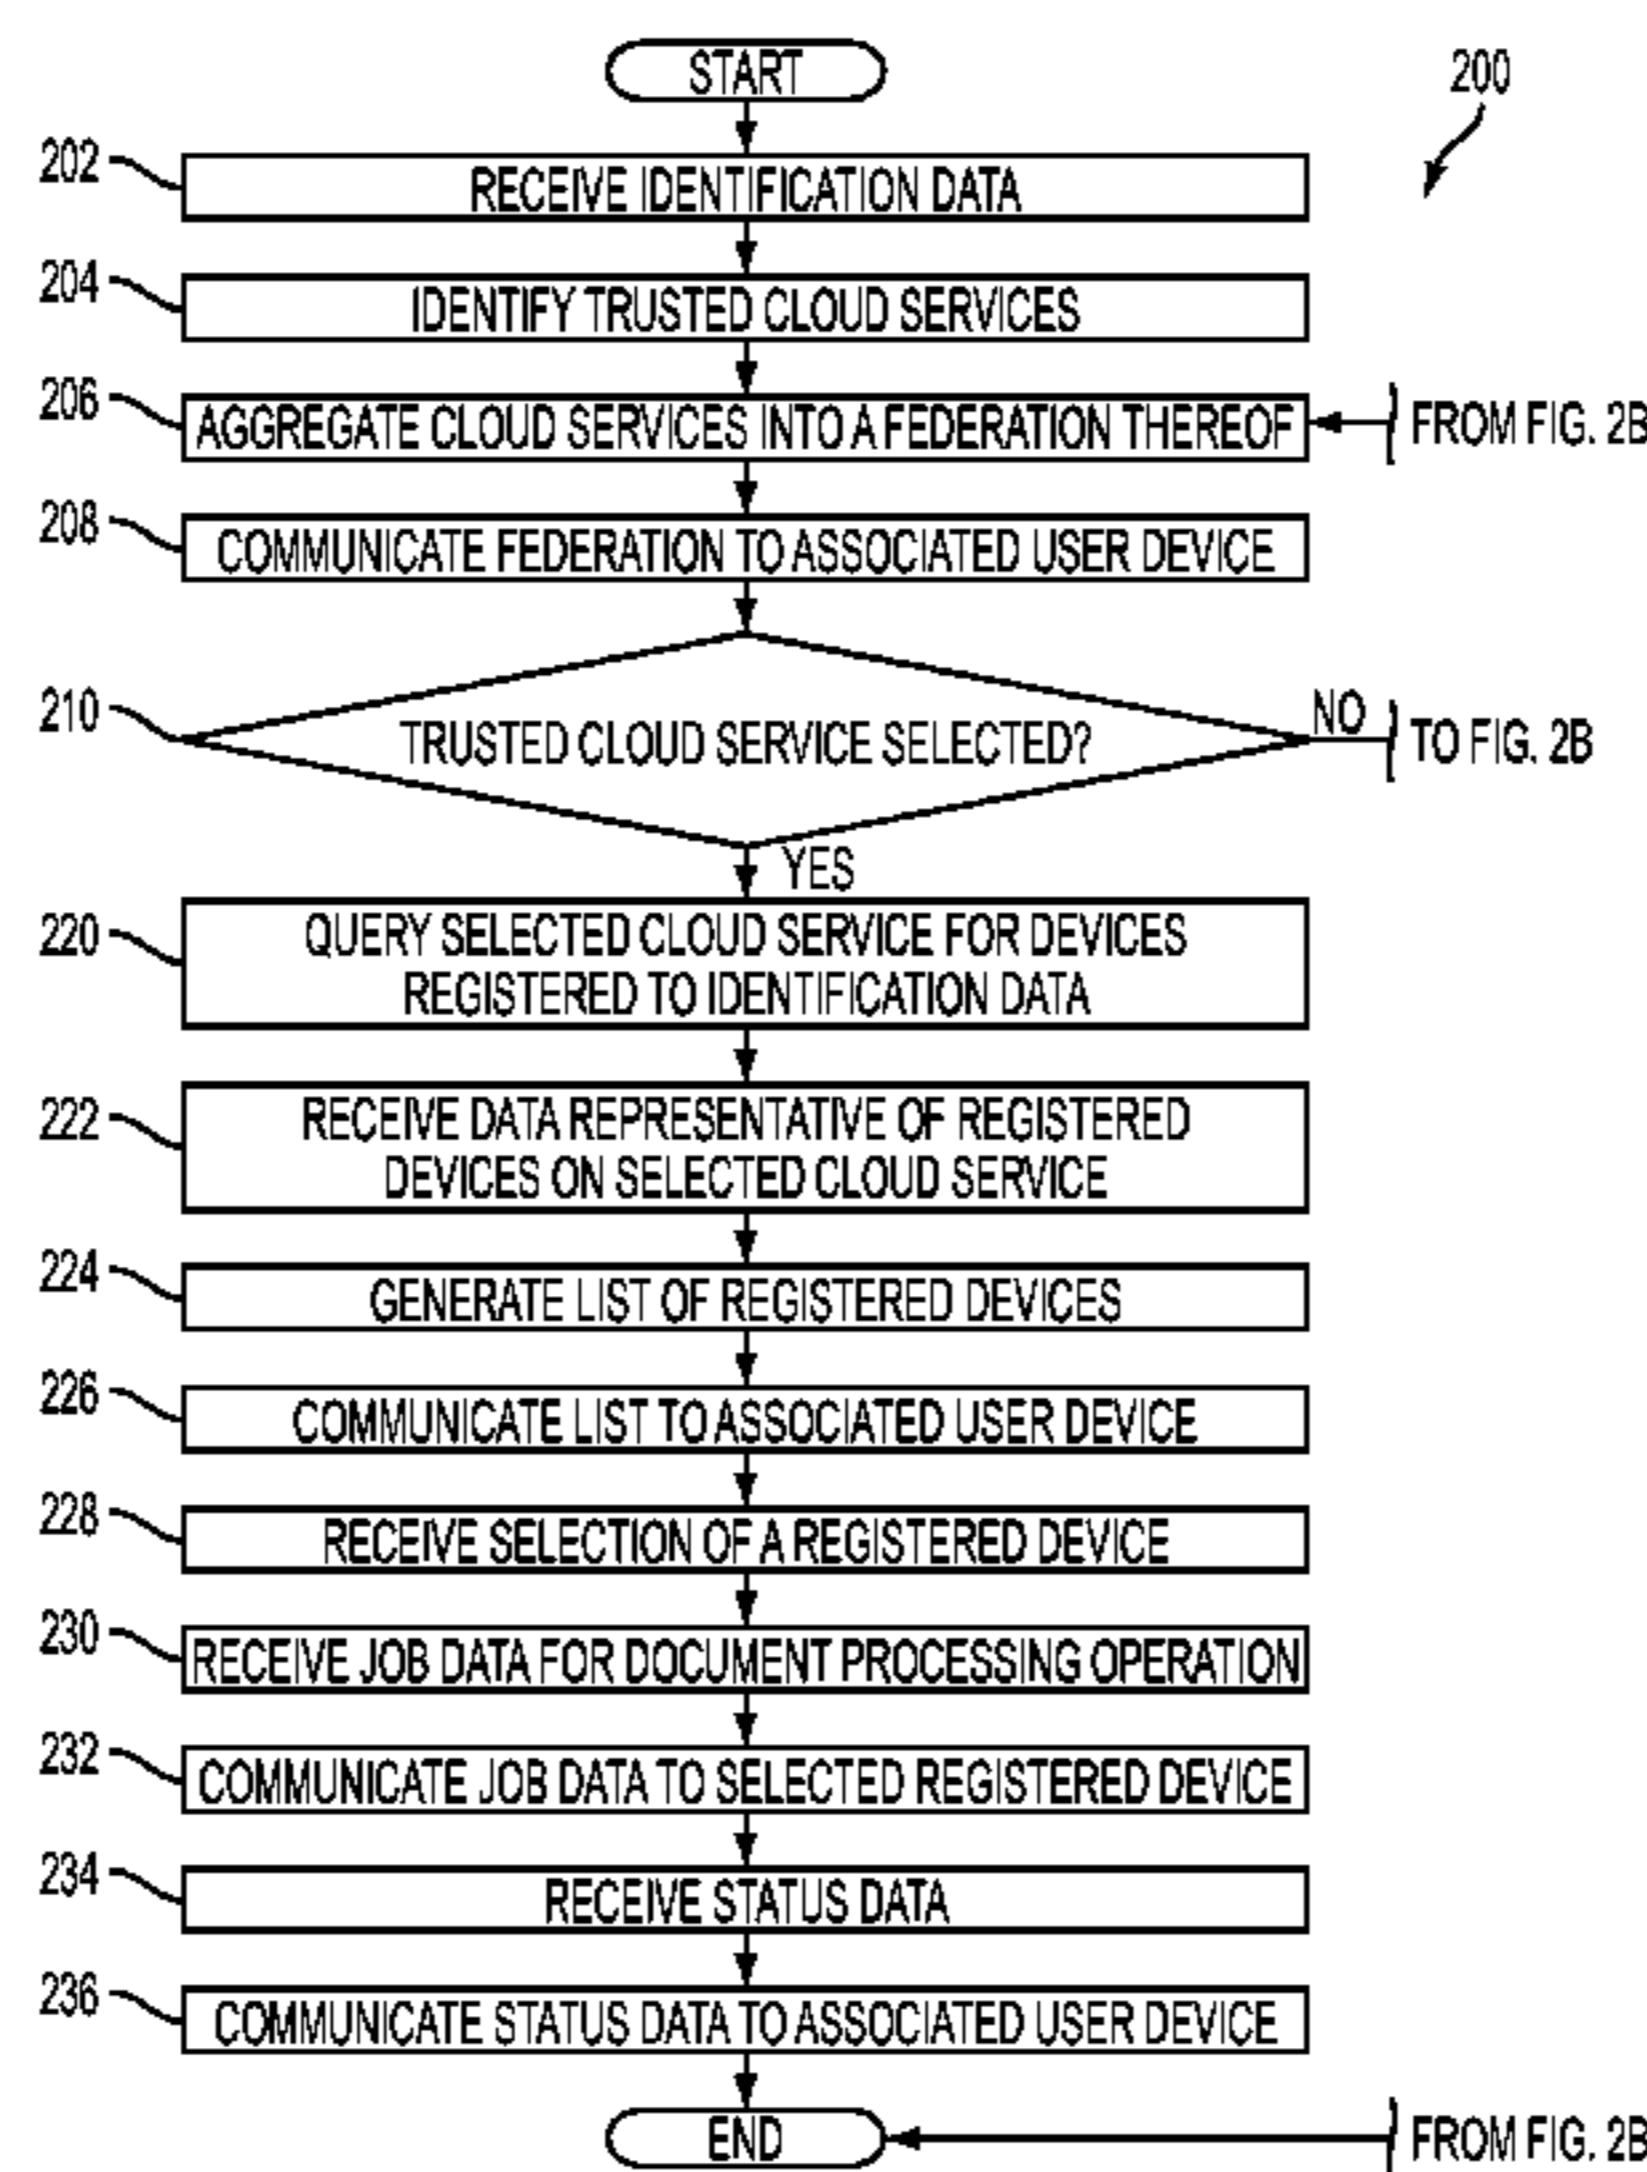 START
200
202
RECEIVE IDENTIFICATION DATA
204
IDENTIFY TRUSTED CLOUD SERVICES
206
AGGREGATE CLOUD SERVICES INTO A FEDERATION THEREOF
FROM FIG. 2B
208
COMMUNICATE FEDERATION TO ASSOCIATED USER DEVICE
210
TRUSTED CLOUD SERVICE SELECTED?
NO
TO FIG. 2B
YES
220
QUERY SELECTED CLOUD SERVICE FOR DEVICES
REGISTERED TO IDENTIFICATION DATA
222
RECEIVE DATA REPRESENTATIVE OF REGISTERED
DEVICES ON SELECTED CLOUD SERVICE
224
GENERATE LIST OF REGISTERED DEVICES
226
COMMUNICATE LIST TO ASSOCIATED USER DEVICE
228
RECEIVE SELECTION OF A REGISTERED DEVICE
230
RECEIVE JOB DATA FOR DOCUMENT PROCESSING OPERATION
232
COMMUNICATE JOB DATA TO SELECTED REGISTERED DEVICE
234
RECEIVE STATUS DATA
236
COMMUNICATE STATUS DATA TO ASSOCIATED USER DEVICE
END
FROM FIG. 2B